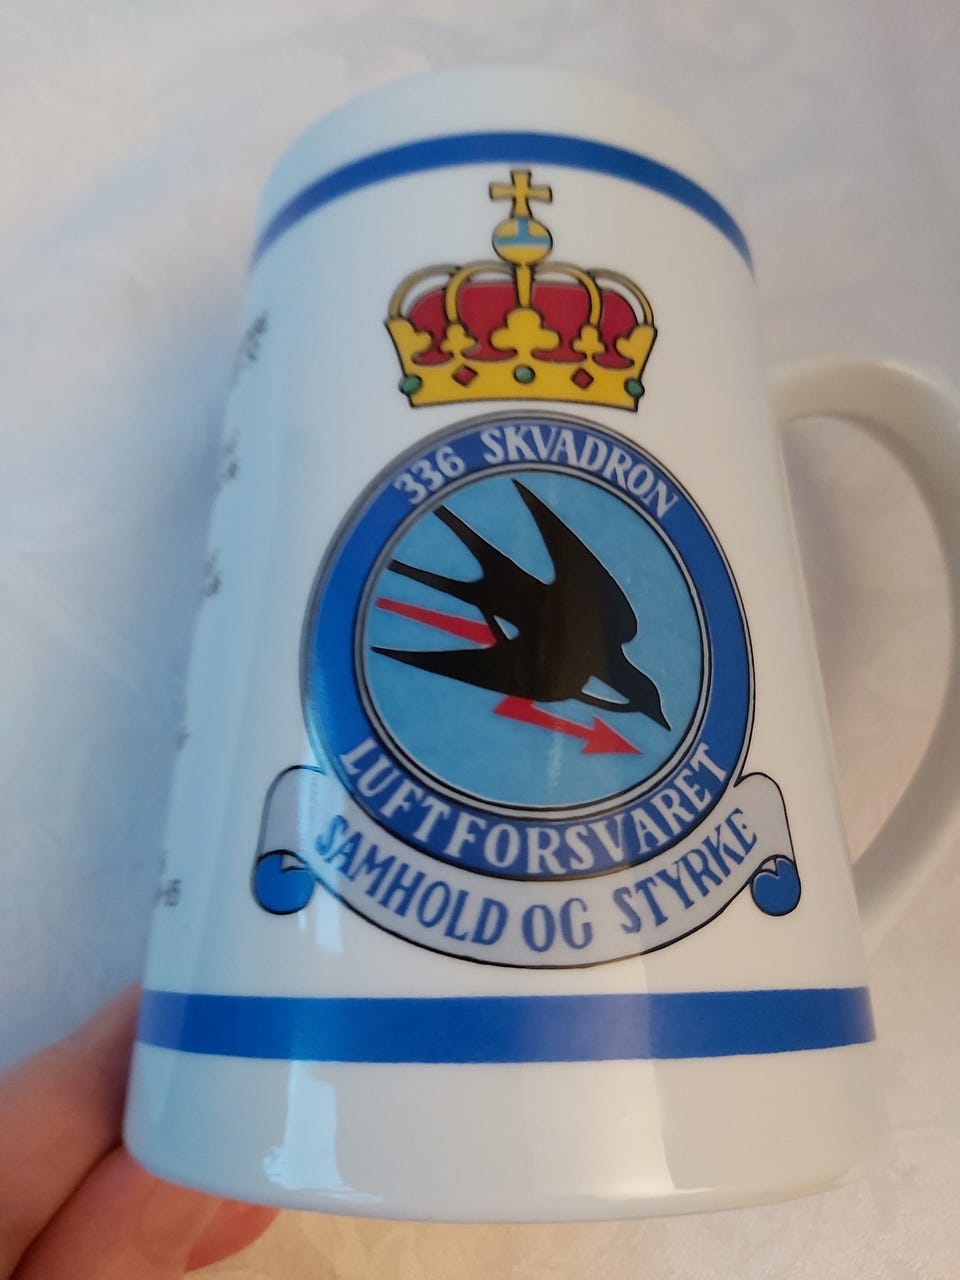 336 SKVADRON
LUFTFORSVARET
SAMHOLD OG STYRKE